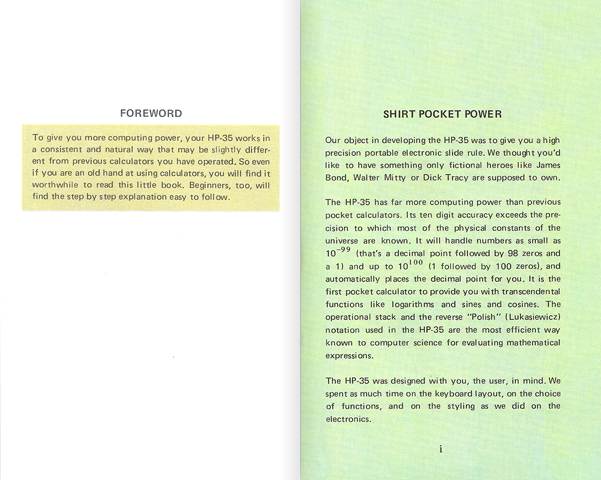 FOREWORD
To give you more computing power, your HP-35 works in
a consistent and natural way that may be slightly differ-
ent from previous calculators you have operated. So even
if you are an old hand at using calculators, you will find it
worthwhile to read this little book. Beginners, too, will
find the step by step explanation easy to follow.
SHIRT POCKET POWER
Our object in developing the HP-35 was to give you a high
precision portable electronic slide rule. We thought you'd
like to have something only fictional heroes like James
Bond, Walter Mitty or Dick Tracy are supposed to own.
The HP-35 has far more computing power than previous
pocket calculators. Its ten digit accuracy exceeds the pre-
cision to which most of the physical constants of the
universe are known. It will handle numbers as small as
10⁻⁹⁹ (that's a decimal point followed by 98 zeros and
a 1) and up to 10¹⁰⁰ (1 followed by 100 zeros), and
automatically places the decimal point for you. It is the
first pocket calculator to provide you with transcendental
functions like logarithms and sines and cosines. The
operational stack and the reverse "Polish" (Lukasiewicz)
notation used in the HP-35 are the most efficient way
known to computer science for evaluating mathematical
expressions.
The HP-35 was designed with you, the user, in mind. We
spent as much time on the keyboard layout, on the choice
of functions, and on the styling as we did on the
electronics.
i